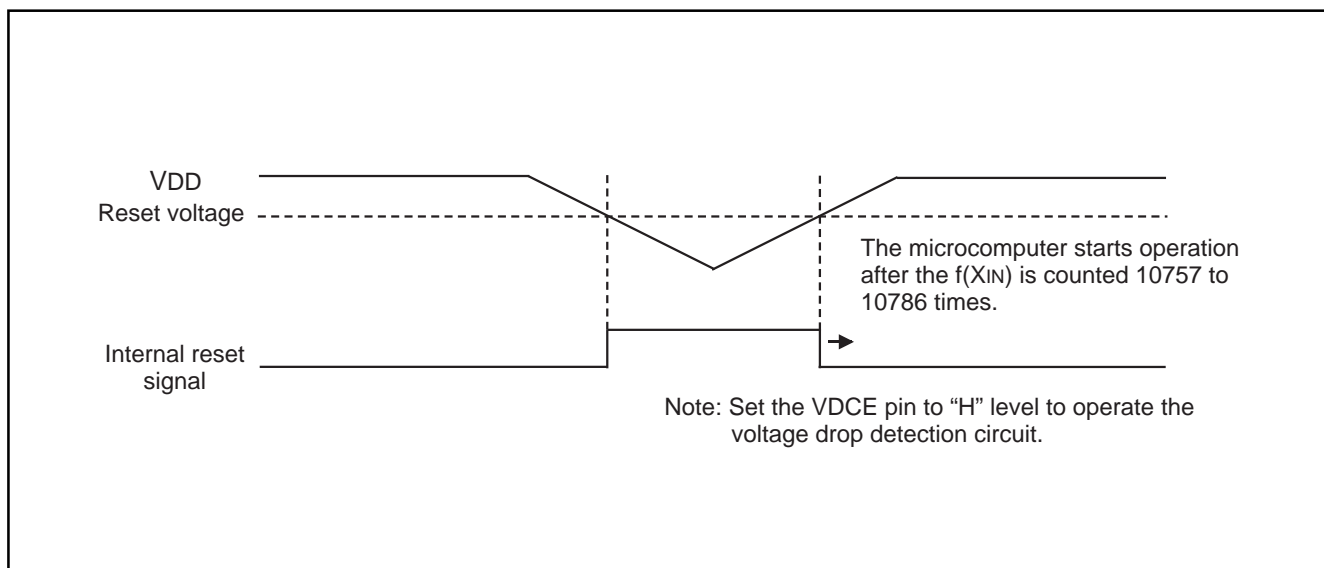 VDD
Reset voltage
The microcomputer starts operation
after the f(XIN) is counted 10757 to
10786 times.
Internal reset
signal
Note: Set the VDCE pin to “H” level to operate the
voltage drop detection circuit.